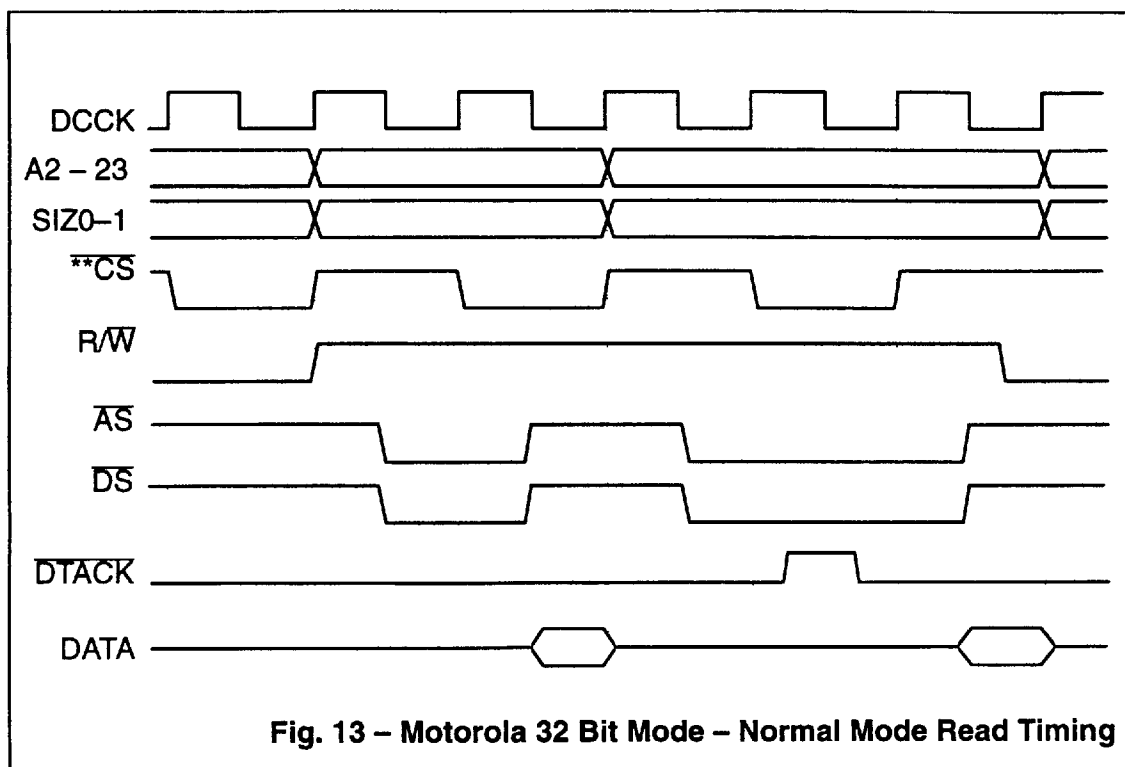 DCCK
A2 – 23
SIZ0–1
**CS
R/W
AS
DS
DTACK
DATA
Fig. 13 – Motorola 32 Bit Mode – Normal Mode Read Timing